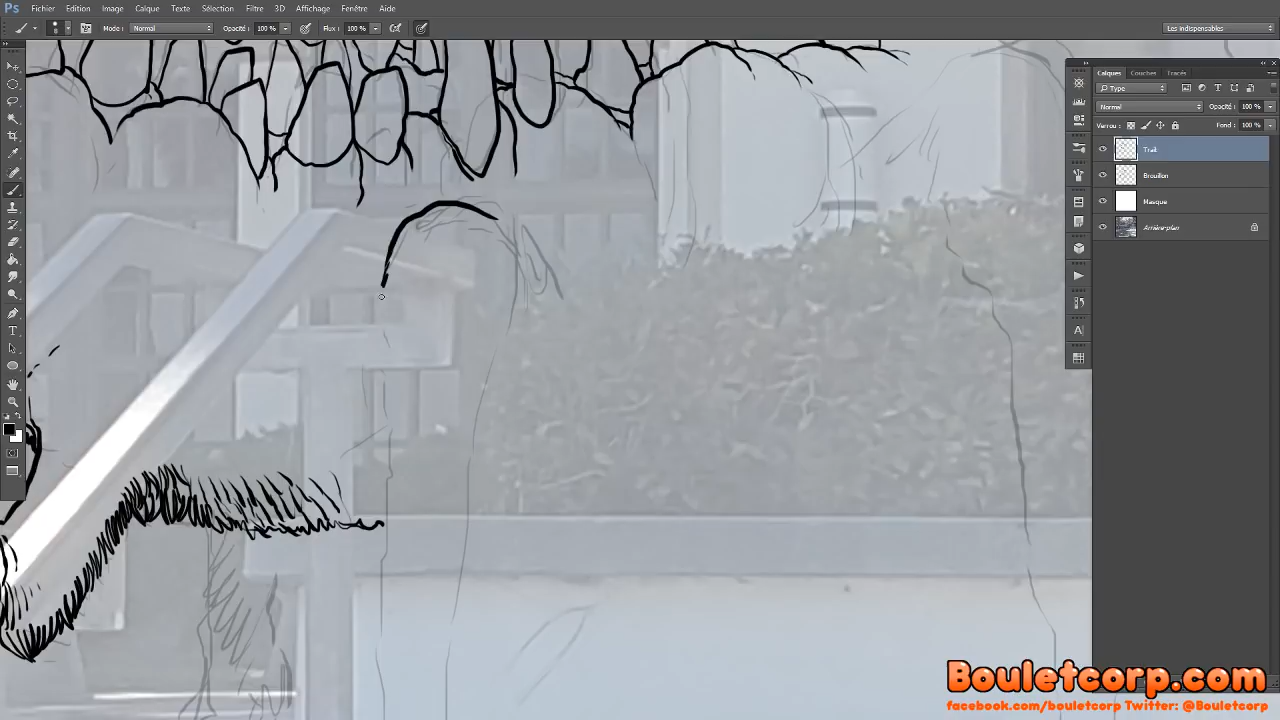 Ps Fichier Edition Image Calque Texte Sélection Filtre 3D Affichage Fenêtre Aide
Mode : Normal Opacité : 100 % Flux : 100 % Les indispensables
Calques Couches Tracés
Type
Normal Opacité : 100 %
Verrou : Fond : 100 %
Trait
Brouillon
Masque
Arrière-plan
Bouletcorp.com
facebook.com/bouletcorp Twitter: @Bouletcorp